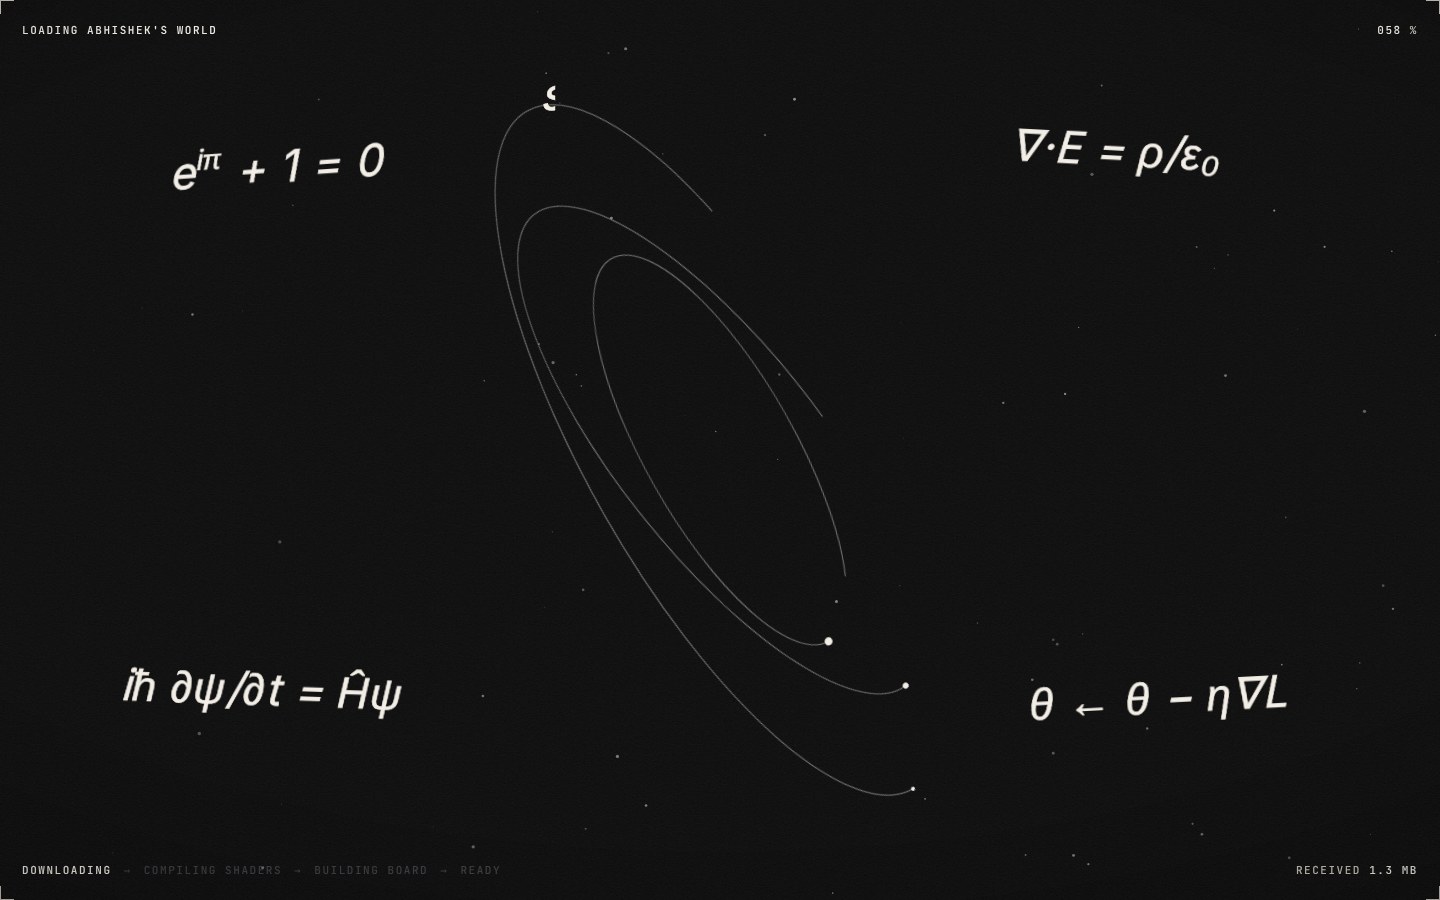 LOADING ABHISHEK'S WORLD
058 %
e^{iπ} + 1 = 0
∇·E = ρ/ε₀
iħ ∂ψ/∂t = Ĥψ
θ ← θ − η∇L
DOWNLOADING → COMPILING SHADERS → BUILDING BOARD → READY
RECEIVED 1.3 MB